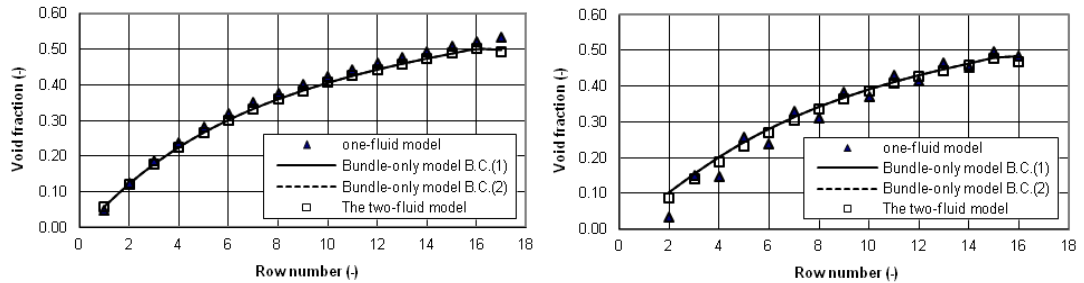 0.60
0.50
0.40
0.30
0.20
0.10
0.00
Void fraction (-)
one-fluid model
Bundle-only model B.C.(1)
Bundle-only model B.C.(2)
The two-fluid model
0 2 4 6 8 10 12 14 16 18
Row number (-)
0.60
0.50
0.40
0.30
0.20
0.10
0.00
Void fraction (-)
one-fluid model
Bundle-only model B.C.(1)
Bundle-only model B.C.(2)
The two-fluid model
0 2 4 6 8 10 12 14 16 18
Row number (-)